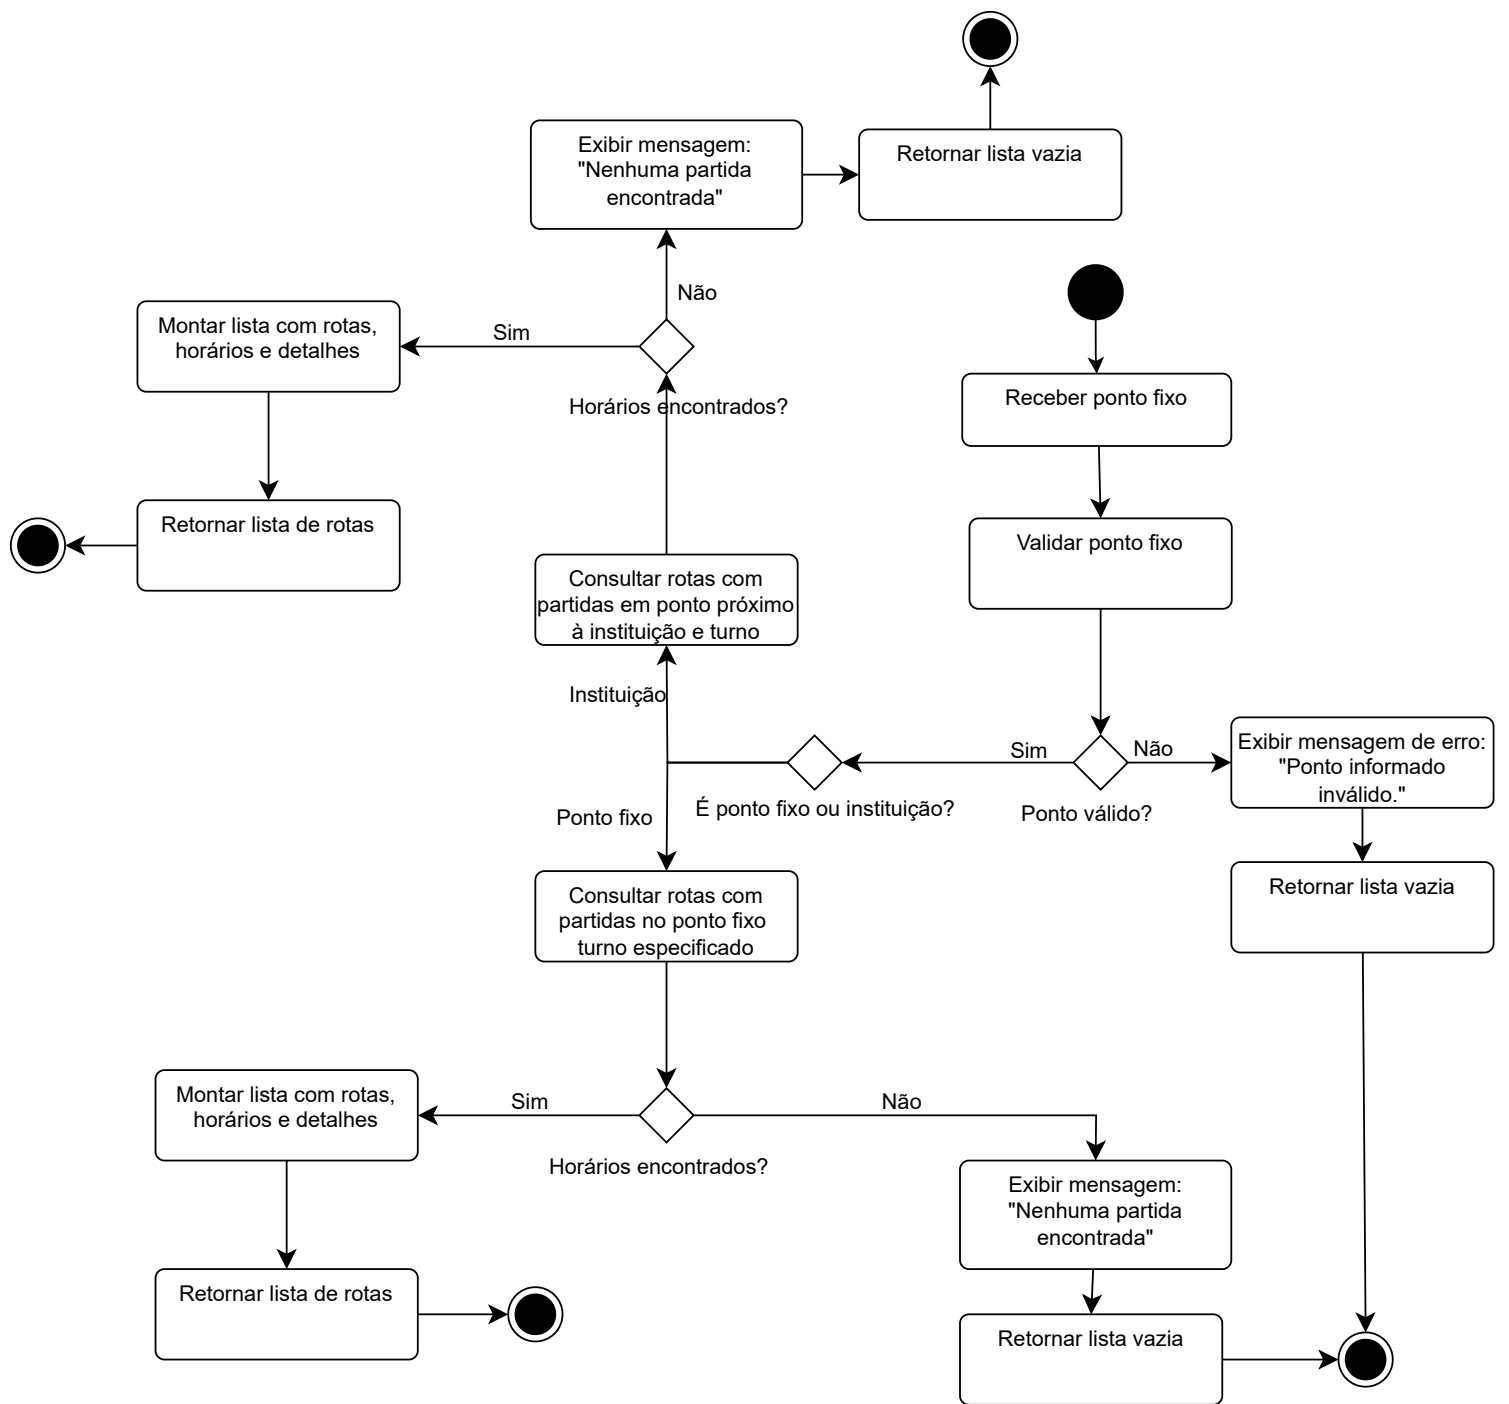 Exibir mensagem:
"Nenhuma partida
encontrada"
Retornar lista vazia
Não
Sim
Montar lista com rotas,
horários e detalhes
Horários encontrados?
Receber ponto fixo
Retornar lista de rotas
Validar ponto fixo
Consultar rotas com
partidas em ponto próximo
à instituição e turno
Instituição
Sim
Não
Exibir mensagem de erro:
"Ponto informado
inválido."
É ponto fixo ou instituição?
Ponto válido?
Ponto fixo
Consultar rotas com
partidas no ponto fixo
turno especificado
Retornar lista vazia
Montar lista com rotas,
horários e detalhes
Sim
Não
Horários encontrados?
Exibir mensagem:
"Nenhuma partida
encontrada"
Retornar lista de rotas
Retornar lista vazia